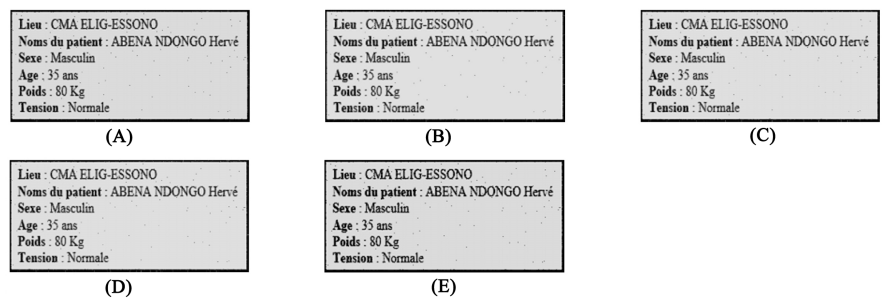 Lieu : CMA ELIG-ESSONO
Noms du patient : ABENA NDONGO Hervé
Sexe : Masculin
Age : 35 ans
Poids : 80 Kg
Tension : Normale
(A)
Lieu : CMA ELIG-ESSONO
Noms du patient : ABENA NDONGO Hervé
Sexe : Masculin
Age : 35 ans
Poids : 80 Kg
Tension : Normale
(B)
Lieu : CMA ELIG-ESSONO
Noms du patient : ABENA NDONGO Hervé
Sexe : Masculin
Age : 35 ans
Poids : 80 Kg
Tension : Normale
(C)
Lieu : CMA ELIG-ESSONO
Noms du patient : ABENA NDONGO Hervé
Sexe : Masculin
Age : 35 ans
Poids : 80 Kg
Tension : Normale
(D)
Lieu : CMA ELIG-ESSONO
Noms du patient : ABENA NDONGO Hervé
Sexe : Masculin
Age : 35 ans
Poids : 80 Kg
Tension : Normale
(E)